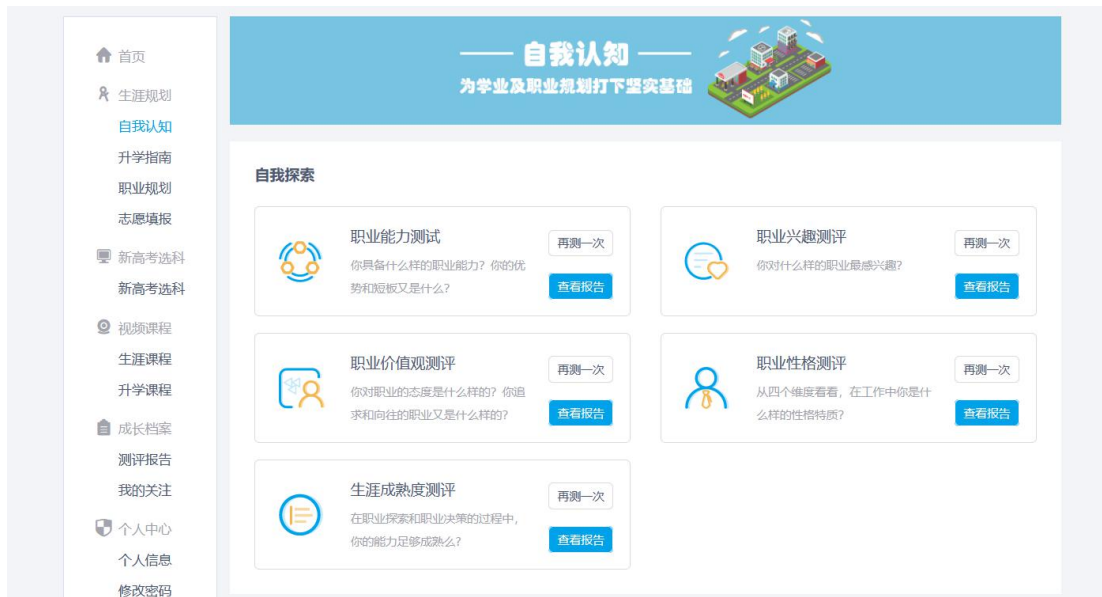 首页
生涯规划
自我认知
升学指南
职业规划
志愿填报
新高考选科
新高考选科
视频课程
生涯课程
升学课程
成长档案
测评报告
我的关注
个人中心
个人信息
修改密码
自我认知
为学业及职业规划打下坚实基础
自我探索
职业能力测试
你具备什么样的职业能力？你的优
势和短板又是什么？
再测一次
查看报告
职业兴趣测评
你对什么样的职业最感兴趣？
再测一次
查看报告
职业价值观测评
你对职业的态度是什么样的？你追
求和向往的职业又是什么样的？
再测一次
查看报告
职业性格测评
从四个维度看看，在工作中你是什
么样的性格特质？
再测一次
查看报告
生涯成熟度测评
在职业探索和职业决策的过程中，
你的能力足够成熟么？
再测一次
查看报告